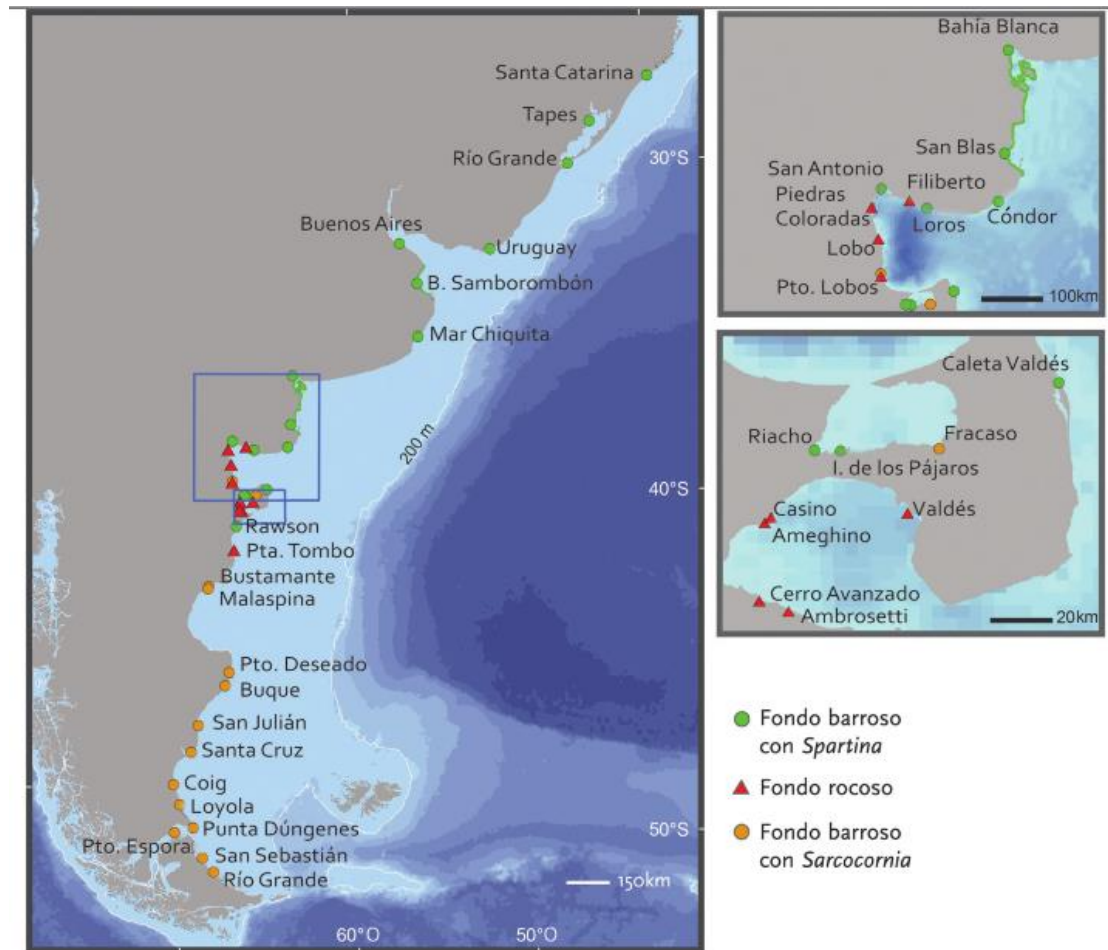 Santa Catarina
Tapes
Río Grande
30°S
Buenos Aires
Uruguay
B. Samborombón
Mar Chiquita
200 m
40°S
Rawson
Pta. Tombo
Bustamante
Malaspina
Pto. Deseado
Buque
San Julián
Santa Cruz
Coig
Loyola
Punta Dúngenes
50°S
Pto. Espora
San Sebastián
Río Grande
150km
60°O
50°O
Bahía Blanca
San Blas
San Antonio
Filiberto
Piedras
Coloradas
Loros
Cóndor
Lobo
Pto. Lobos
100km
Caleta Valdés
Riacho
Fracaso
I. de los Pájaros
Casino
Valdés
Ameghino
Cerro Avanzado
Ambrosetti
20km
Fondo barroso
con Spartina
Fondo rocoso
Fondo barroso
con Sarcocornia